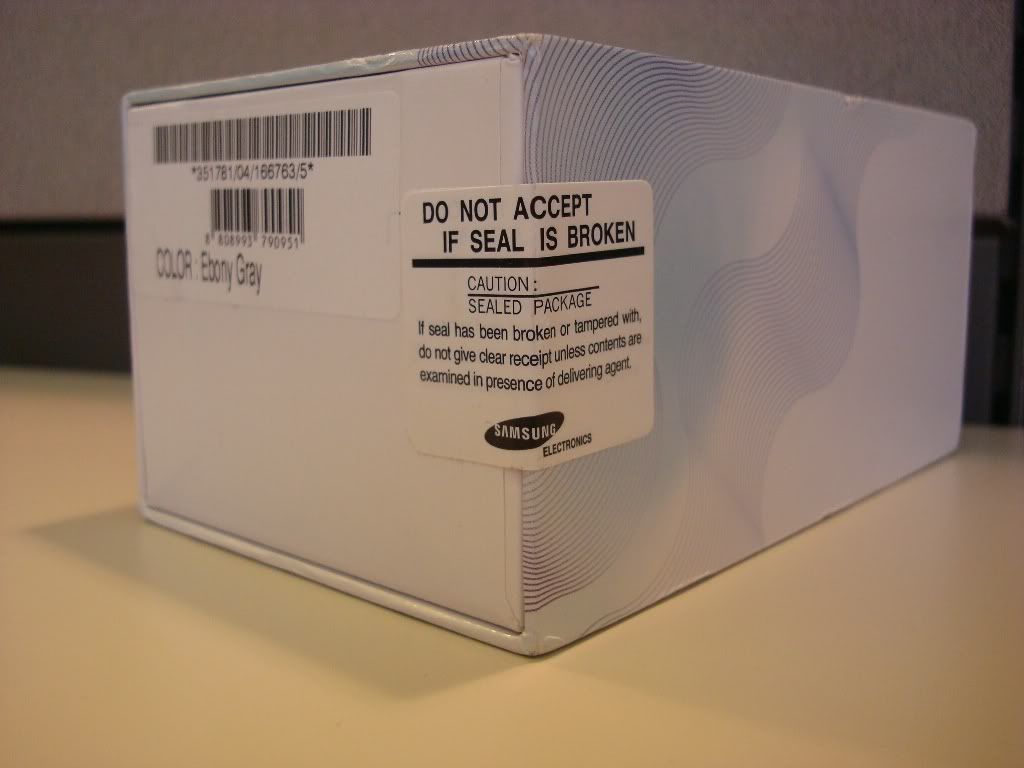 *351781/04/166763/5*
8 808993 790951
COLOR : Ebony Gray
DO NOT ACCEPT
IF SEAL IS BROKEN
CAUTION :
SEALED PACKAGE
If seal has been broken or tampered with,
do not give clear receipt unless contents are
examined in presence of delivering agent.
SAMSUNG
ELECTRONICS